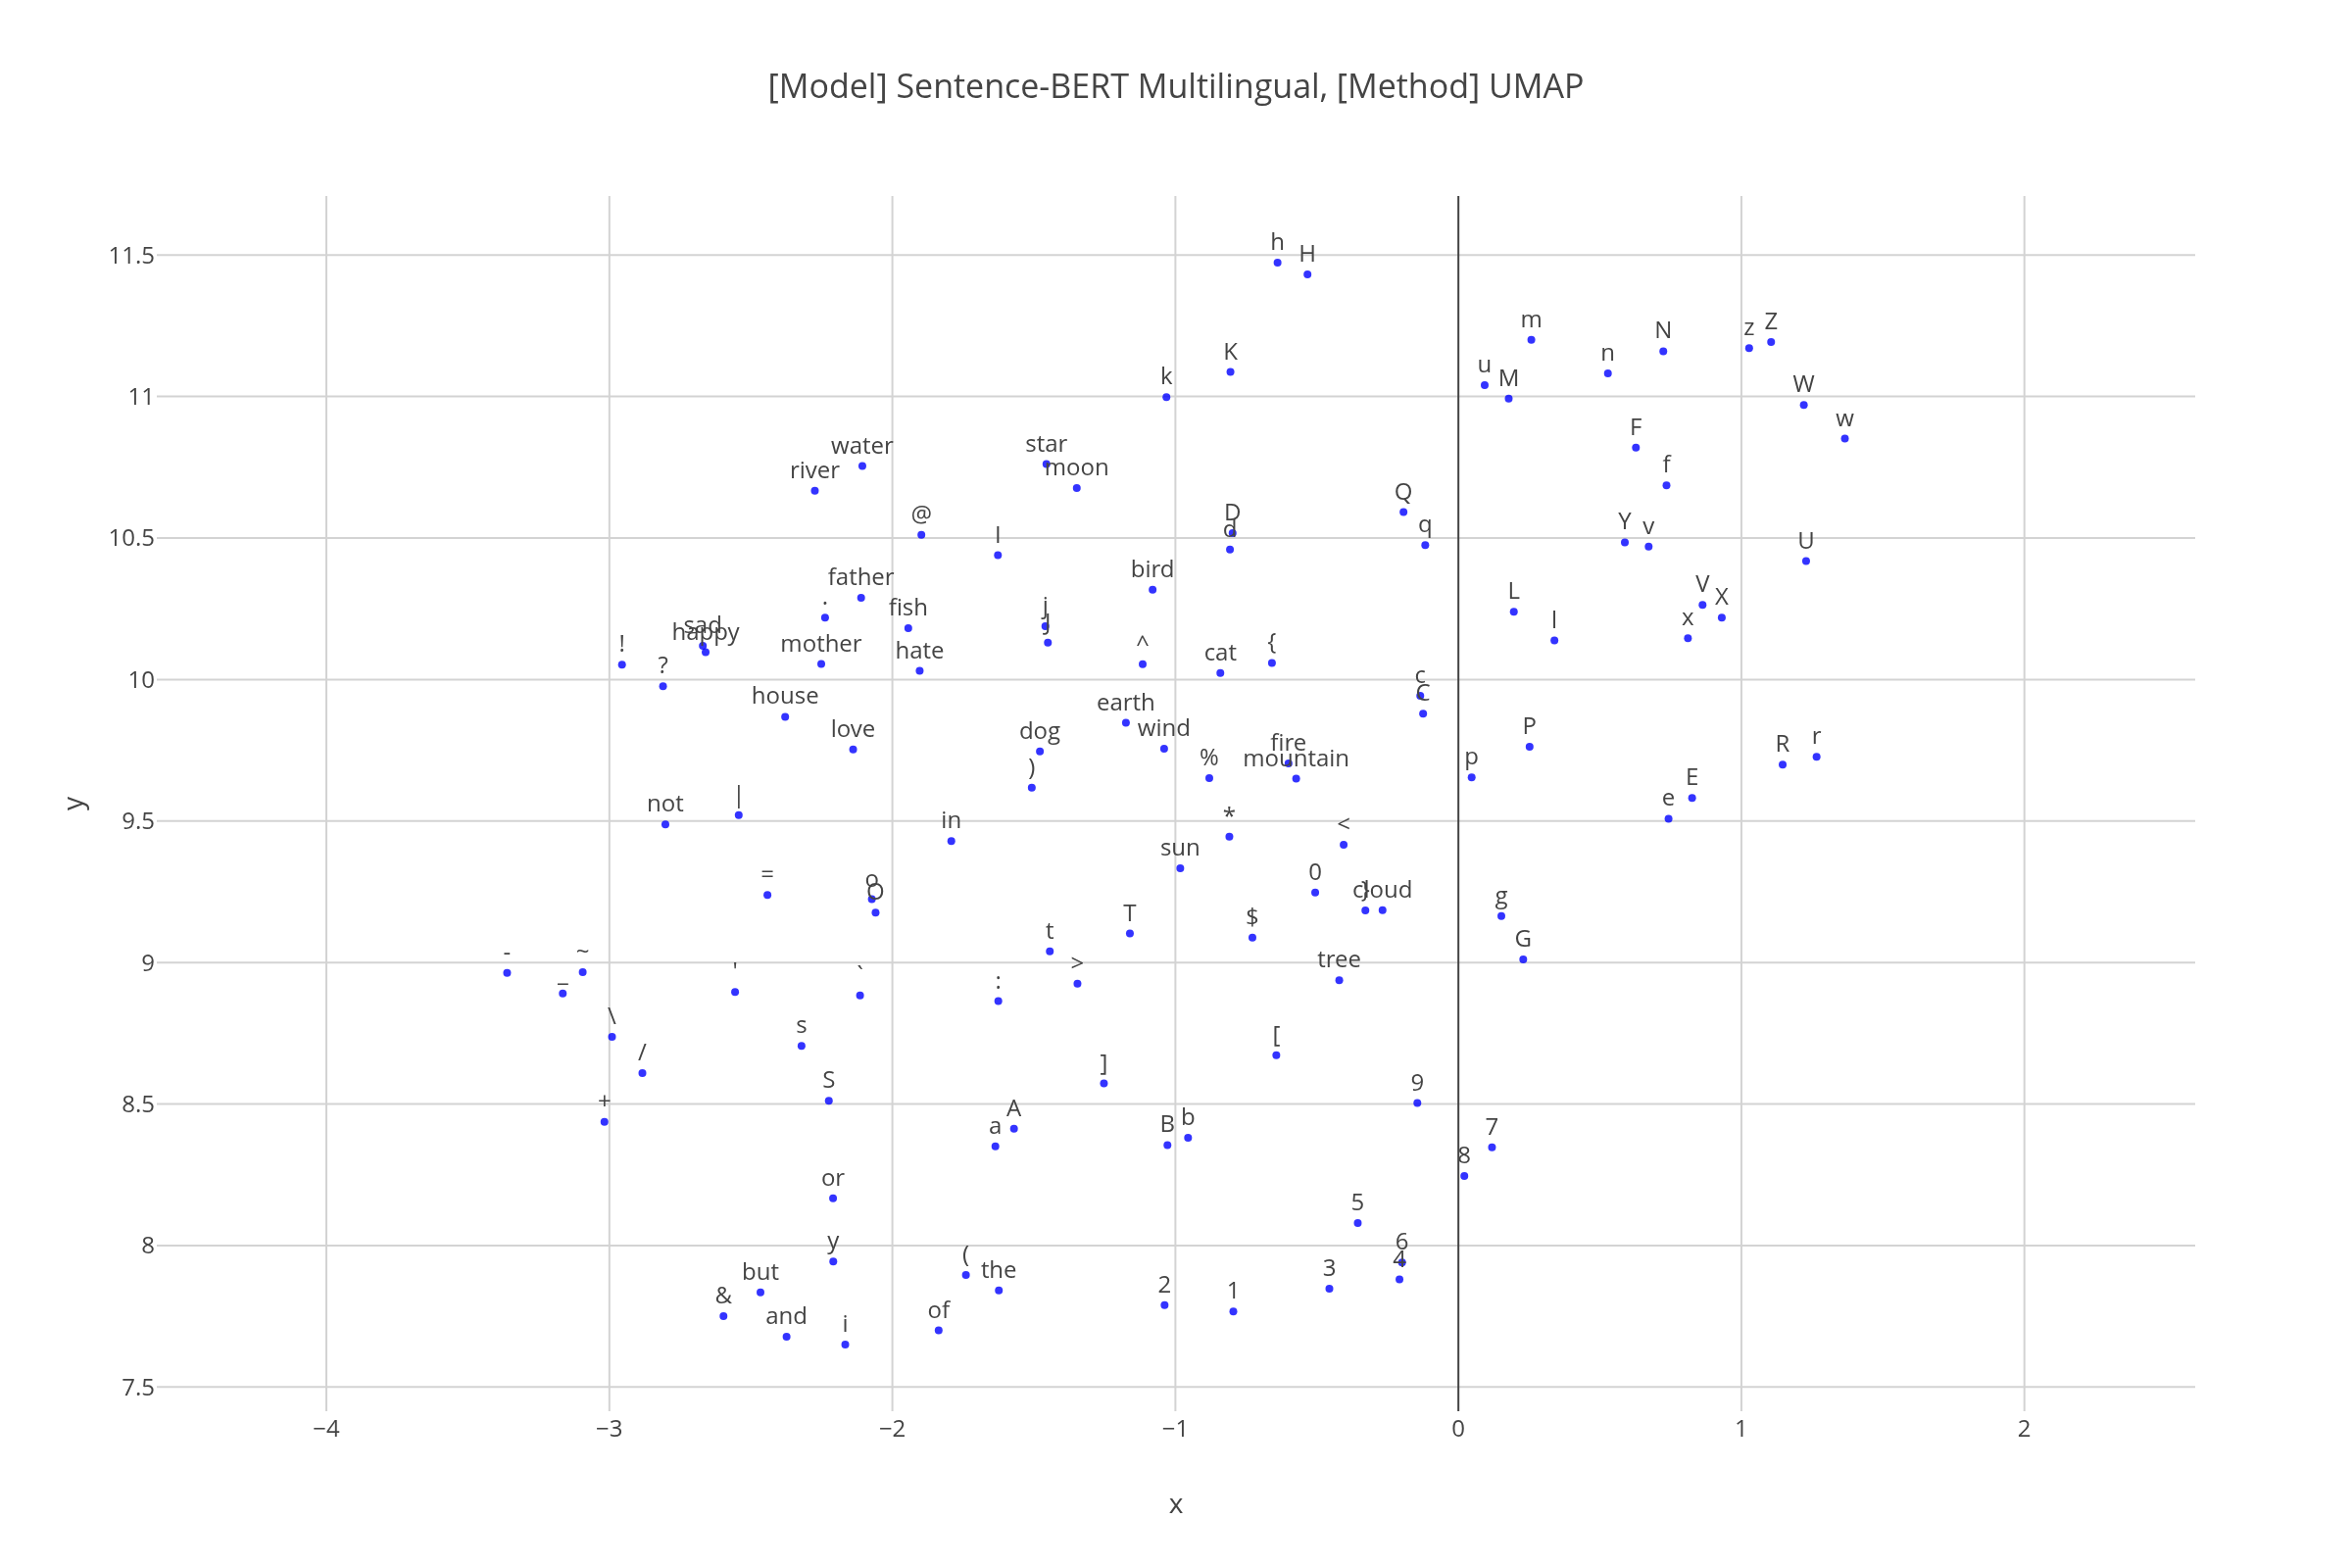 [Model] Sentence-BERT Multilingual, [Method] UMAP
h
H
11.5
m
Z
z
N
K
n
u
k
M
W
11
w
F
star
water
f
moon
river
Q
@
D
Y
q
v
d
I
10.5
U
bird
father
V
L
X
.
fish
j
x
l
J
sad
happy
!
mother
^
{
hate
cat
?
c
10
C
house
earth
P
love
wind
dog
r
fire
R
%
mountain
p
)
E
|
e
not
y
*
in
<
9.5
sun
=
0
o
}
cloud
O
g
T
$
t
G
-
~
'
`
>
tree
9
_
:
\
s
[
/
]
S
9
+
8.5
A
b
B
a
7
8
or
5
y
6
8
(
4
but
the
3
2
1
&
of
and
i
7.5
−4
−3
−2
−1
0
1
2
x